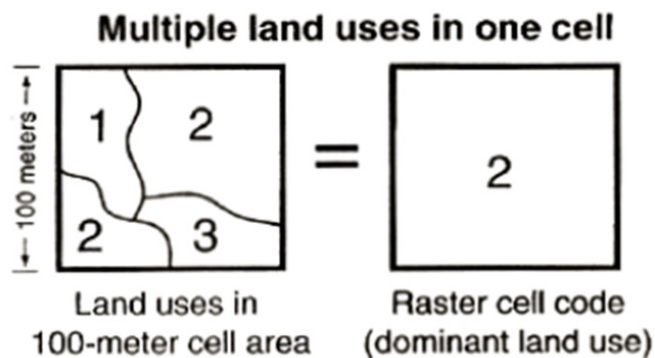 Multiple land uses in one cell
100 meters
1
2
2
3
=
2
Land uses in
100-meter cell area
Raster cell code
(dominant land use)